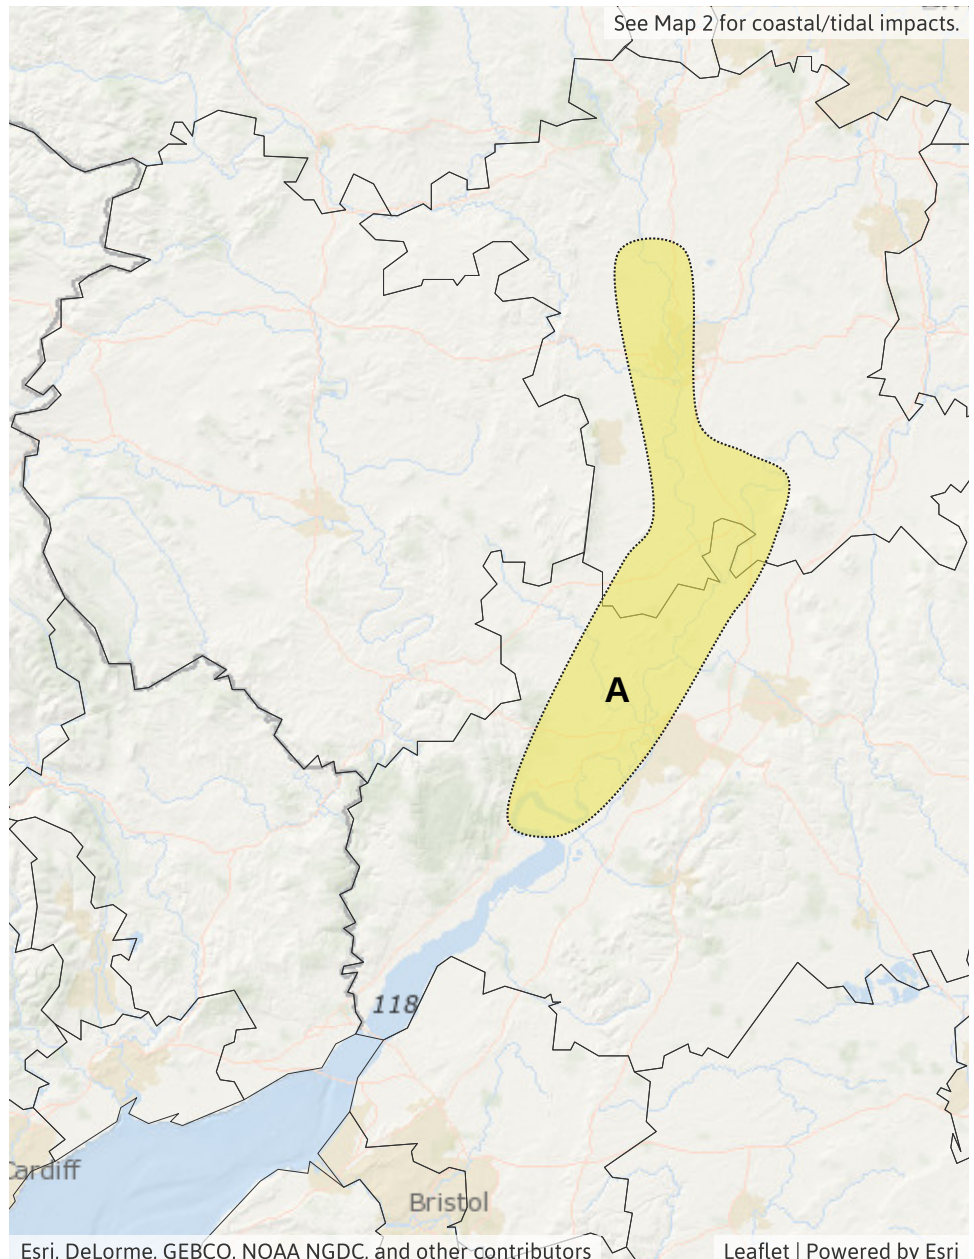 See Map 2 for coastal/tidal impacts.
A
118
Cardiff
Bristol
Esri, DeLorme, GEBCO, NOAA NGDC, and other contributors
Leaflet | Powered by Esri